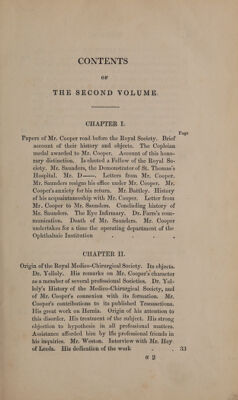 CONTENTS
OF
THE SECOND VOLUME.
CHAPTER I.
Page
Papers of Mr. Cooper read before the Royal Society. Brief
account of their history and objects. The Copleian
medal awarded to Mr. Cooper. Account of this hono-
rary distinction. Is elected a Fellow of the Royal So-
ciety. Mr. Saunders, the Demonstrator of St. Thomas's
Hospital. Mr. D——. Letters from Mr. Cooper.
Mr. Saunders resigns his office under Mr. Cooper. Mr.
Cooper's anxiety for his return. Mr. Battley. History
of his acquaintanceship with Mr. Cooper. Letter from
Mr. Cooper to Mr. Saunders. Concluding history of
Mr. Saunders. The Eye Infirmary. Dr. Farre's com-
munication. Death of Mr. Saunders. Mr. Cooper
undertakes for a time the operating department of the
Ophthalmic Institution . . . .
CHAPTER II.
Origin of the Royal Medico-Chirurgical Society. Its objects.
Dr. Yelloly. His remarks on Mr. Cooper's character
as a member of several professional Societies. Dr. Yel-
loly's History of the Medico-Chirurgical Society, and
of Mr. Cooper's connexion with its formation. Mr.
Cooper's contributions to its published Transactions.
His great work on Hernia. Origin of his attention to
this disorder. His treatment of the subject. His strong
objection to hypothesis in all professional matters.
Assistance afforded him by his professional friends in
his inquiries. Mr. Weston. Interview with Mr. Hey
of Leeds. His dedication of the work . . 33
a 2